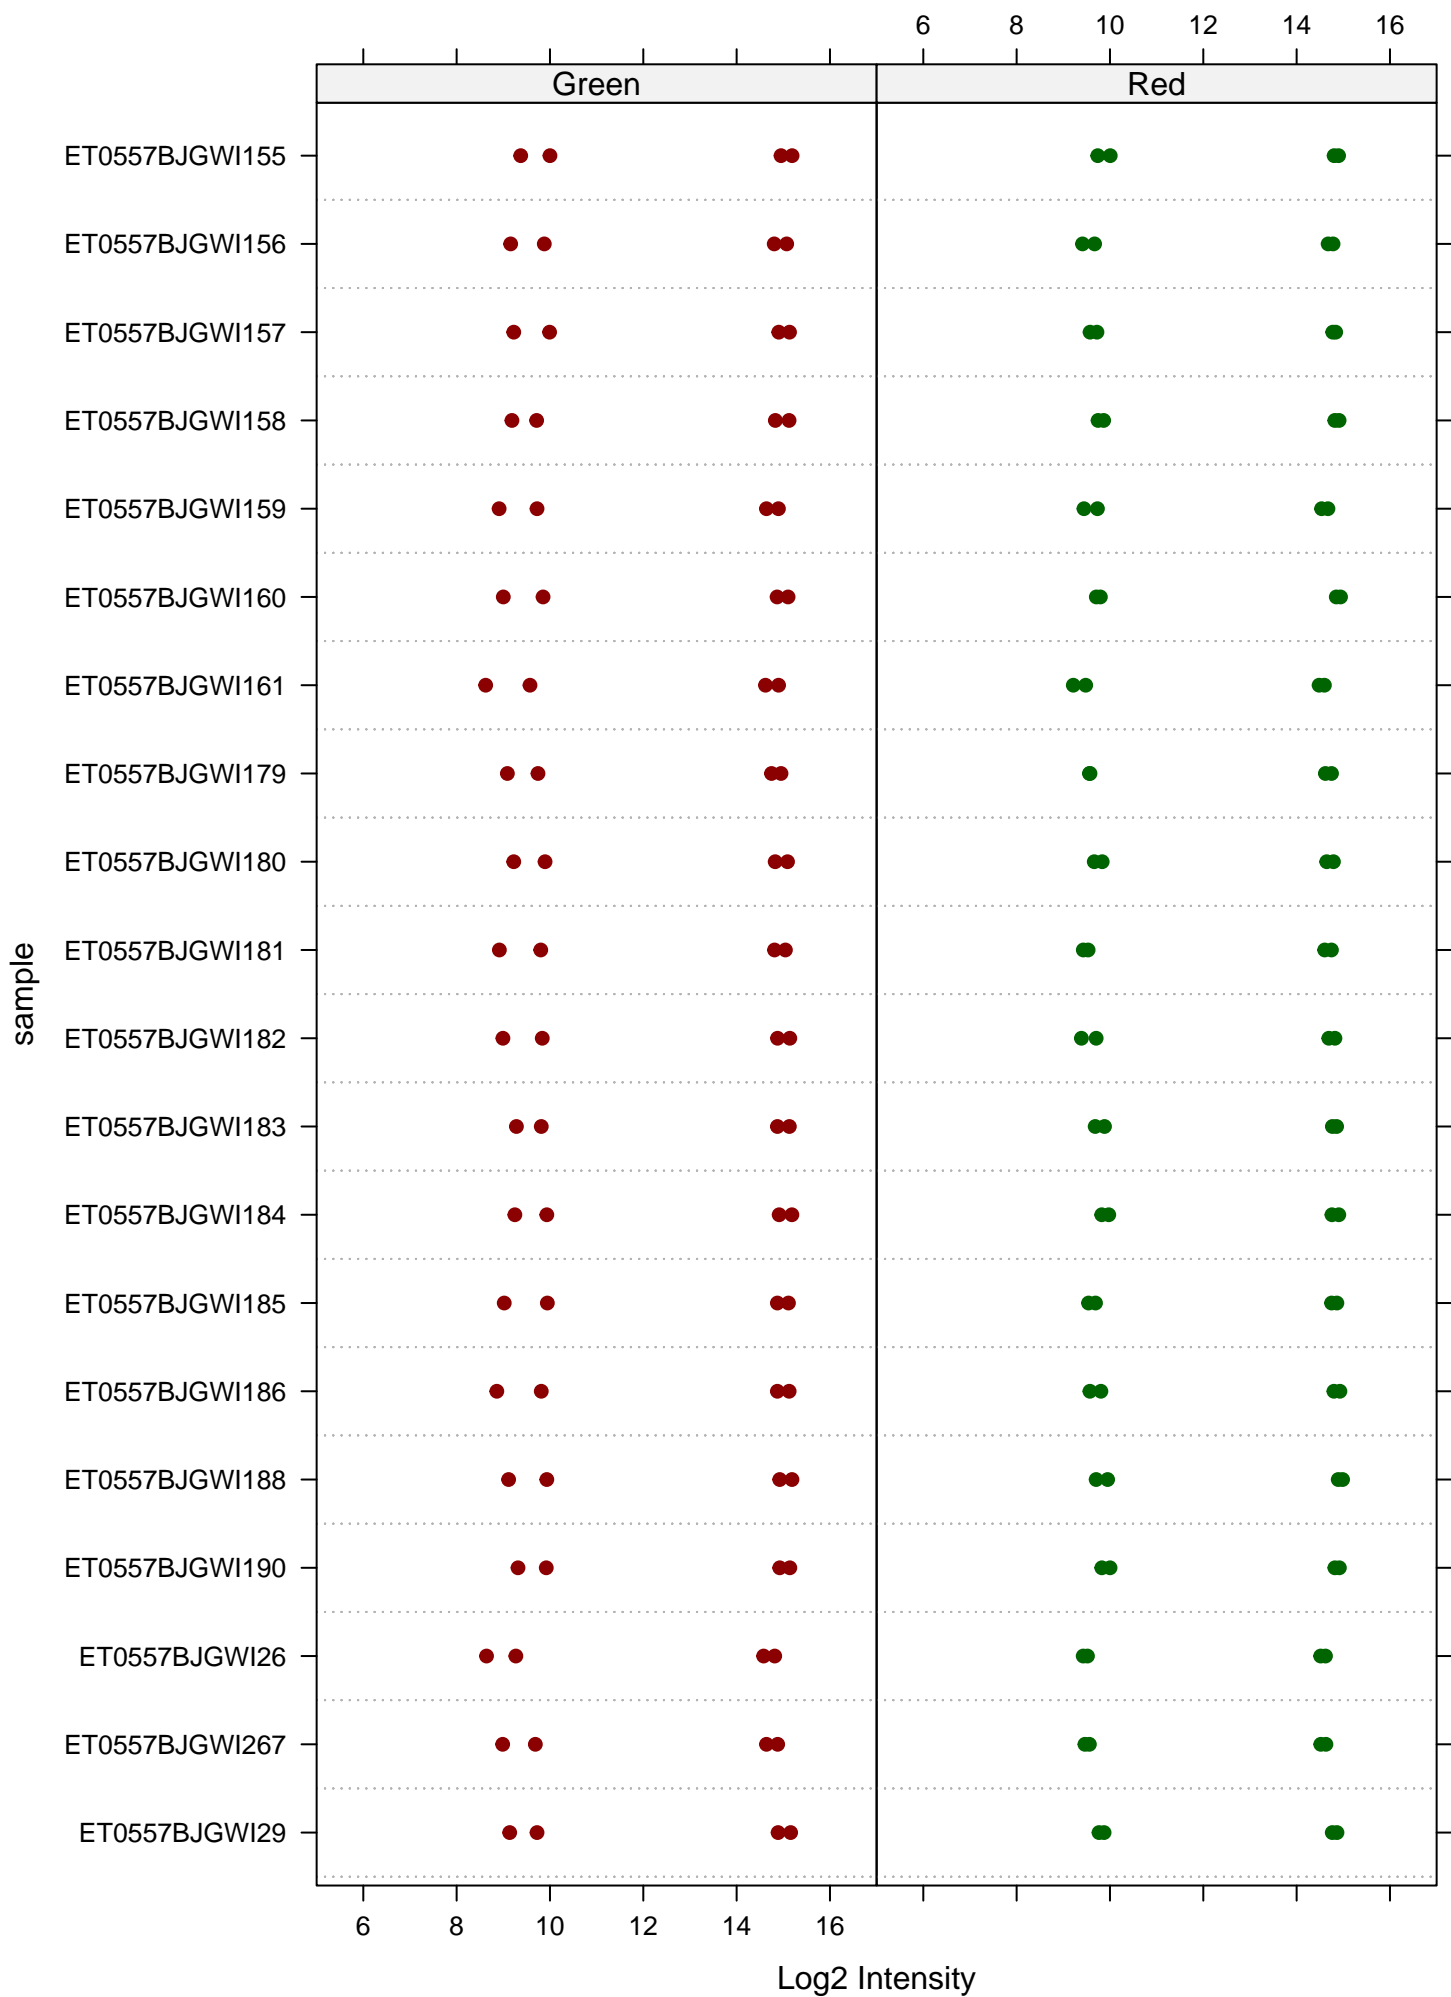 6 8 10 12 14 16
Green Red
ET0557BJGWI155
ET0557BJGWI156
ET0557BJGWI157
ET0557BJGWI158
ET0557BJGWI159
ET0557BJGWI160
ET0557BJGWI161
ET0557BJGWI179
ET0557BJGWI180
ET0557BJGWI181
ET0557BJGWI182
ET0557BJGWI183
ET0557BJGWI184
ET0557BJGWI185
ET0557BJGWI186
ET0557BJGWI188
ET0557BJGWI190
ET0557BJGWI26
ET0557BJGWI267
ET0557BJGWI29
sample
6 8 10 12 14 16
Log2 Intensity